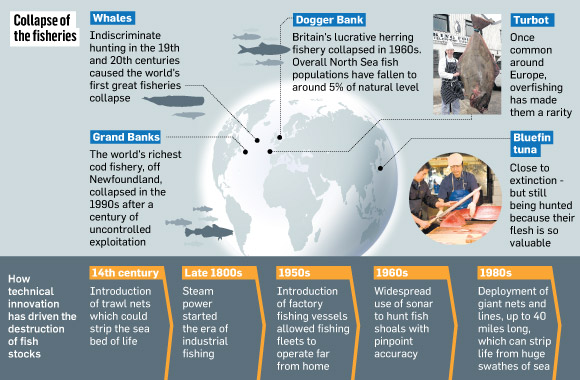 Collapse of
the fisheries
Whales
Indiscriminate
hunting in the 19th
and 20th centuries
caused the world's
first great fisheries
collapse
Dogger Bank
Britain's lucrative herring
fishery collapsed in 1960s.
Overall North Sea fish
populations have fallen to
around 5% of natural level
Turbot
Once
common
around
Europe,
overfishing
has made
them a rarity
Grand Banks
The world's richest
cod fishery, off
Newfoundland,
collapsed in the
1990s after a
century of
uncontrolled
exploitation
Bluefin
tuna
Close to
extinction -
but still
being hunted
because their
flesh is so
valuable
How
technical
innovation
has driven the
destruction
of fish
stocks
14th century
Introduction
of trawl nets
which could
strip the sea
bed of life
Late 1800s
Steam
power
started
the era of
industrial
fishing
1950s
Introduction
of factory
fishing vessels
allowed fishing
fleets to
operate far
from home
1960s
Widespread
use of sonar
to hunt fish
shoals with
pinpoint
accuracy
1980s
Deployment of
giant nets and
lines, up to 40
miles long,
which can strip
life from huge
swathes of sea